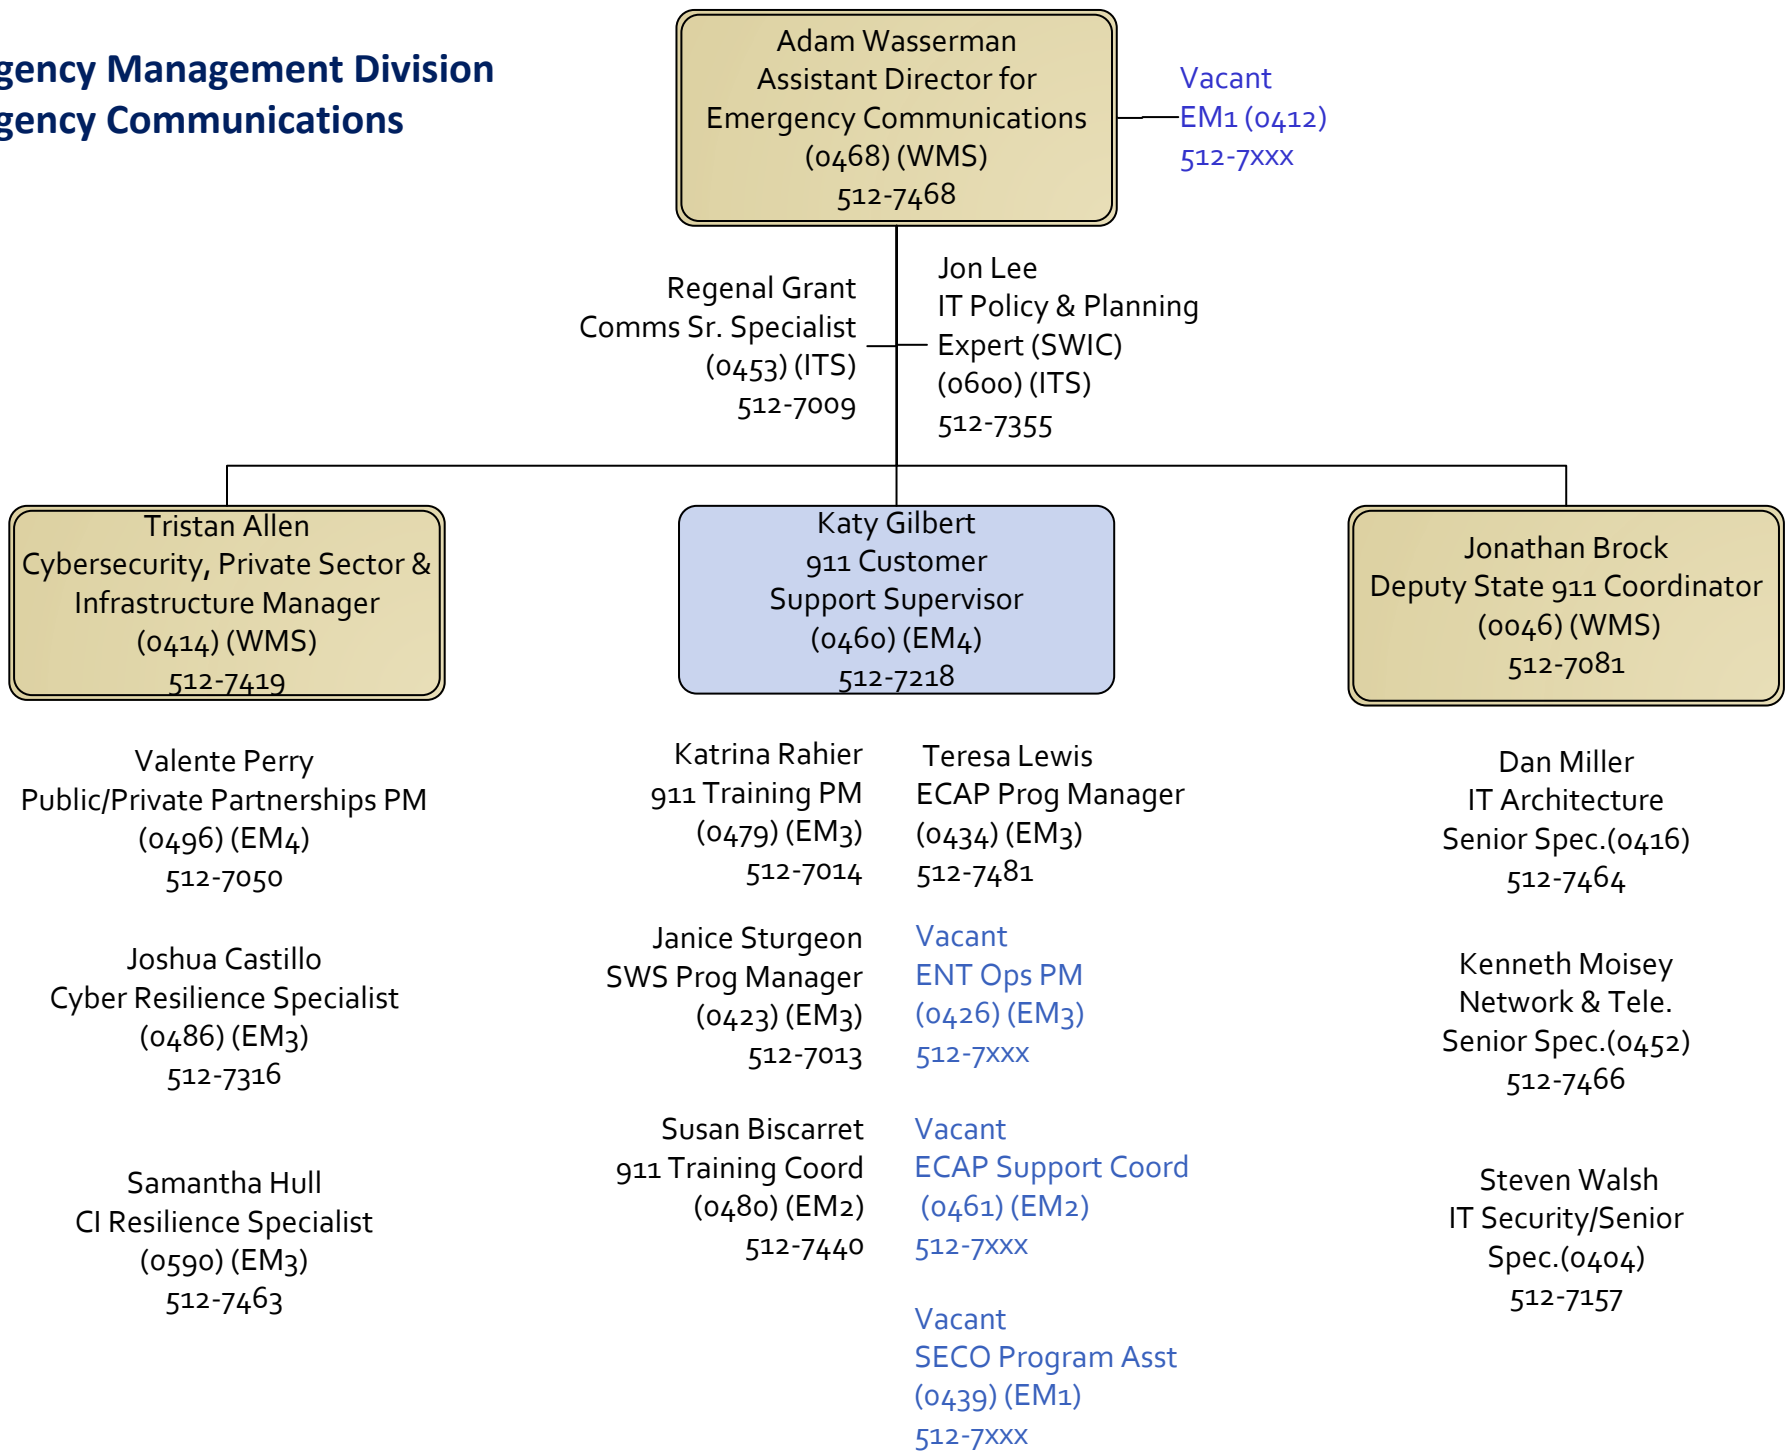 gency Management Division
gency Communications
Adam Wasserman
Assistant Director for
Emergency Communications
(0468) (WMS)
512-7468
Vacant
EM1 (0412)
512-7xxx
Regenal Grant
Comms Sr. Specialist
(0453) (ITS)
512-7009
Jon Lee
IT Policy & Planning
Expert (SWIC)
(0600) (ITS)
512-7355
Tristan Allen
Cybersecurity, Private Sector &
Infrastructure Manager
(0414) (WMS)
512-7419
Valente Perry
Public/Private Partnerships PM
(0496) (EM4)
512-7050
Joshua Castillo
Cyber Resilience Specialist
(0486) (EM3)
512-7316
Samantha Hull
CI Resilience Specialist
(0590) (EM3)
512-7463
Katy Gilbert
911 Customer
Support Supervisor
(0460) (EM4)
512-7218
Katrina Rahier
911 Training PM
(0479) (EM3)
512-7014
Janice Sturgeon
SWS Prog Manager
(0423) (EM3)
512-7013
Susan Biscarret
911 Training Coord
(0480) (EM2)
512-7440
Teresa Lewis
ECAP Prog Manager
(0434) (EM3)
512-7481
Vacant
ENT Ops PM
(0426) (EM3)
512-7xxx
Vacant
ECAP Support Coord
(0461) (EM2)
512-7xxx
Vacant
SECO Program Asst
(0439) (EM1)
512-7xxx
Jonathan Brock
Deputy State 911 Coordinator
(0046) (WMS)
512-7081
Dan Miller
IT Architecture
Senior Spec.(0416)
512-7464
Kenneth Moisey
Network & Tele.
Senior Spec.(0452)
512-7466
Steven Walsh
IT Security/Senior
Spec.(0404)
512-7157